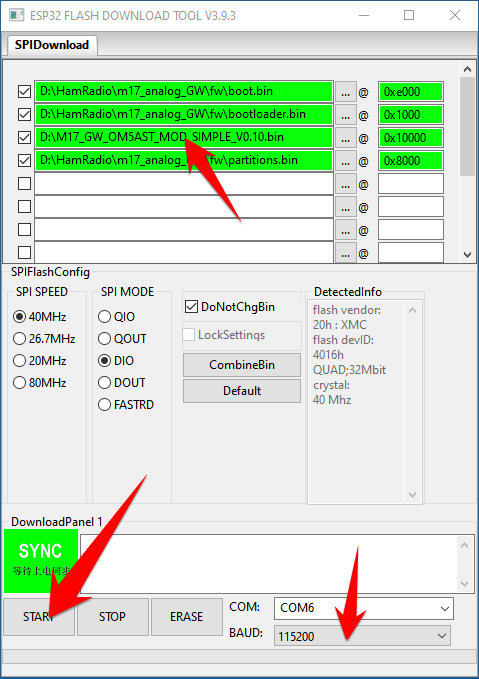 ESP32 FLASH DOWNLOAD TOOL V3.9.3
SPIDownload
D:\HamRadio\m17_analog_GW\fw\boot.bin ... @ 0xe000
D:\HamRadio\m17_analog_GW\fw\bootloader.bin ... @ 0x1000
D:\M17_GW_OM5AST_MOD_SIMPLE_V0.10.bin ... @ 0x10000
D:\HamRadio\m17_analog_GW\fw\partitions.bin ... @ 0x8000
... @
... @
... @
... @
SPIFlashConfig
SPI SPEED
40MHz
26.7MHz
20MHz
80MHz
SPI MODE
QIO
QOUT
DIO
DOUT
FASTRD
DoNotChgBin
LockSettings
CombineBin
Default
DetectedInfo
flash vendor:
20h : XMC
flash devID:
4016h
QUAD;32Mbit
crystal:
40 Mhz
DownloadPanel 1
SYNC
等待上电同步
START STOP ERASE
COM: COM6
BAUD: 115200